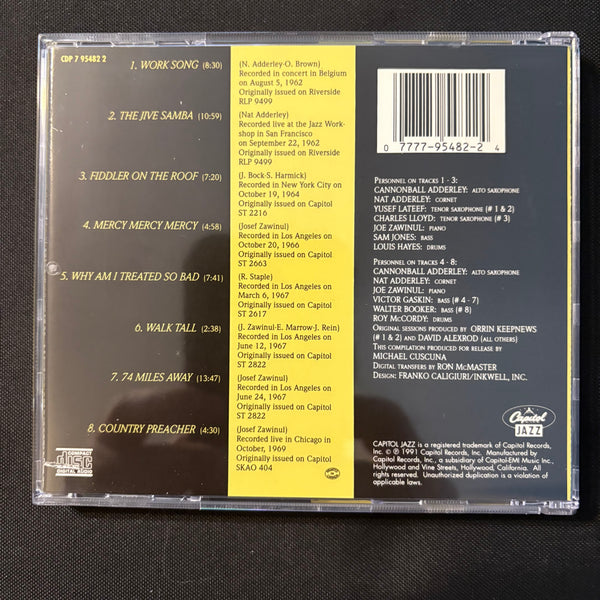 CDP 7 95482 2
1. WORK SONG (8:30)
(N. Adderley-O. Brown)
Recorded in concert in Belgium
on August 5, 1962
Originally issued on Riverside
RLP 9499
2. THE JIVE SAMBA (10:59)
(Nat Adderley)
Recorded live at the Jazz Work-
shop in San Francisco
on September 22, 1962
Originally issued on Riverside
RLP 9499
3. FIDDLER ON THE ROOF (7:20)
(J. Bock-S. Harmick)
Recorded in New York City on
October 19, 1964
Originally issued on Capitol
ST 2216
4. MERCY MERCY MERCY (4:58)
(Josef Zawinul)
Recorded in Los Angeles on
October 20, 1966
Originally issued on Capitol
ST 2663
5. WHY AM I TREATED SO BAD (7:41)
(R. Staple)
Recorded in Los Angeles on
March 6, 1967
Originally issued on Capitol
ST 2617
6. WALK TALL (2:38)
(J. Zawinul-E. Marrow-J. Rein)
Recorded in Los Angeles on
June 12, 1967
Originally issued on Capitol
ST 2822
7. 74 MILES AWAY (13:47)
(Josef Zawinul)
Recorded in Los Angeles on
June 24, 1967
Originally issued on Capitol
ST 2822
8. COUNTRY PREACHER (4:30)
(Josef Zawinul)
Recorded live in Chicago in
October, 1969
Originally issued on Capitol
SKAO 404
COMPACT
disc
DIGITAL AUDIO
0 7777-95482-2 4
PERSONNEL ON TRACKS 1 - 3:
CANNONBALL ADDERLEY: ALTO SAXOPHONE
NAT ADDERLEY: CORNET
YUSEF LATEEF: TENOR SAXOPHONE (# 1 & 2)
CHARLES LLOYD: TENOR SAXOPHONE (# 3)
JOE ZAWINUL: PIANO
SAM JONES: BASS
LOUIS HAYES: DRUMS
PERSONNEL ON TRACKS 4 - 8:
CANNONBALL ADDERLEY: ALTO SAXOPHONE
NAT ADDERLEY: CORNET
JOE ZAWINUL: PIANO
VICTOR GASKIN: BASS (# 4 - 7)
WALTER BOOKER: BASS (# 8)
ROY MCCORDY: DRUMS
ORIGINAL SESSIONS PRODUCED BY ORRIN KEEPNEWS
(# 1 & 2) AND DAVID ALEXROD (ALL OTHERS)
THIS COMPILATION PRODUCED FOR RELEASE BY
MICHAEL CUSCUNA
DIGITAL TRANSFERS BY RON MCMASTER
DESIGN: FRANKO CALIGIURI/INKWELL, INC.
Capitol
JAZZ
CAPITOL JAZZ is a registered trademark of Capitol Records,
Inc. © ℗ 1991 Capitol Records, Inc. Manufactured by
Capitol Records, Inc., a subsidiary of Capitol-EMI Music Inc.,
Hollywood and Vine Streets, Hollywood, California. All
rights reserved. Unauthorized duplication is a violation of
applicable laws.